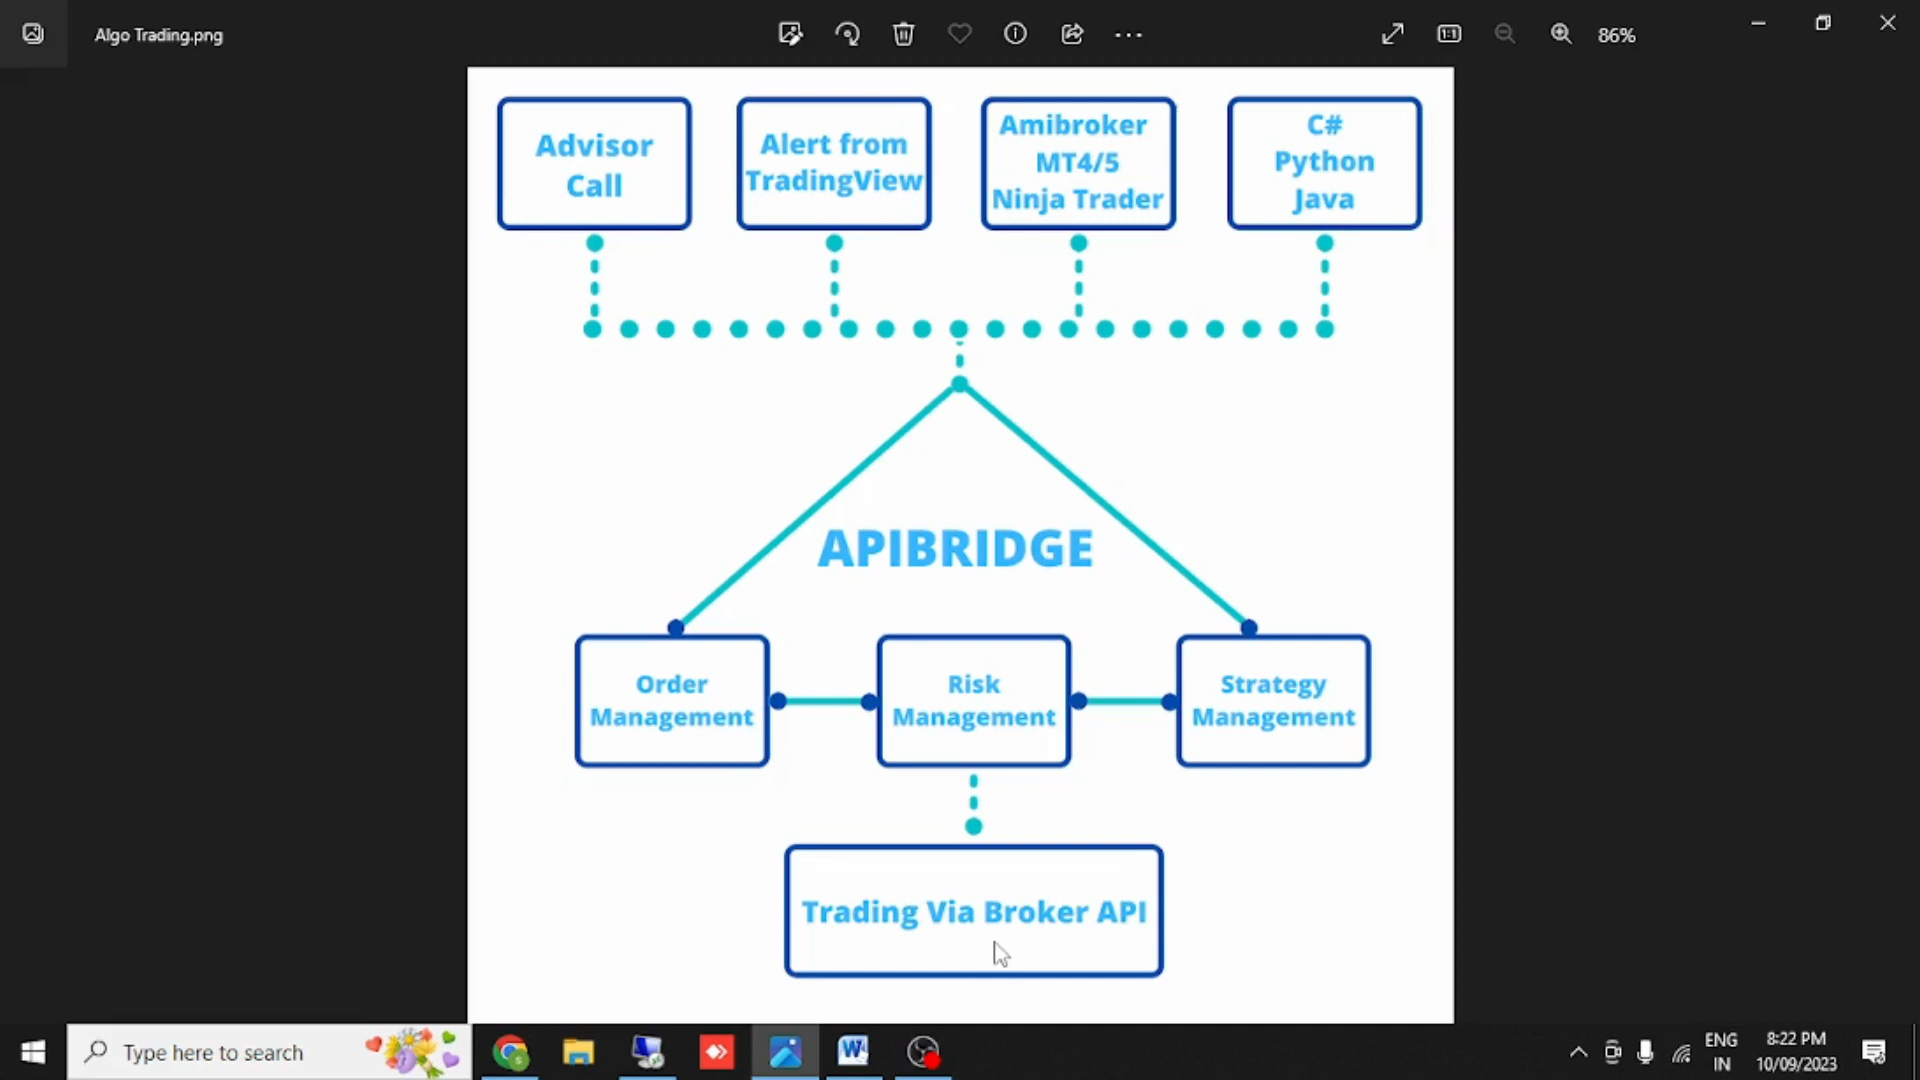 Algo Trading.png
86%
Advisor
Call
Alert from
TradingView
Amibroker
MT4/5
Ninja Trader
C#
Python
Java
APIBRIDGE
Order
Management
Risk
Management
Strategy
Management
Trading Via Broker API
Type here to search
ENG
IN
8:22 PM
10/09/2023